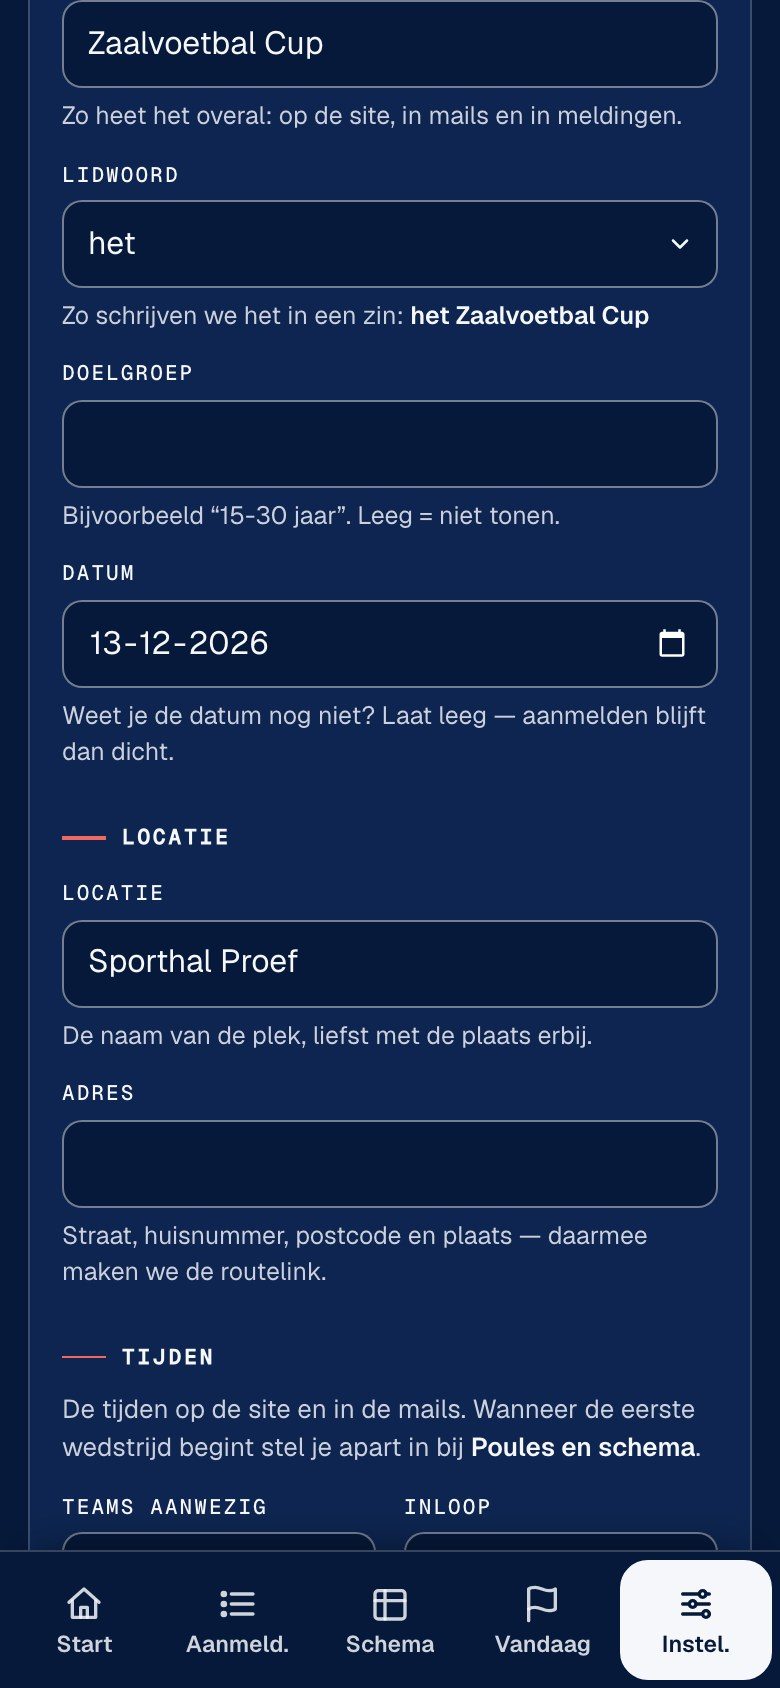 Zaalvoetbal Cup
Zo heet het overal: op de site, in mails en in meldingen.
LIDWOORD
het
Zo schrijven we het in een zin: het Zaalvoetbal Cup
DOELGROEP
Bijvoorbeeld “15-30 jaar”. Leeg = niet tonen.
DATUM
13-12-2026
Weet je de datum nog niet? Laat leeg — aanmelden blijft
dan dicht.
LOCATIE
LOCATIE
Sporthal Proef
De naam van de plek, liefst met de plaats erbij.
ADRES
Straat, huisnummer, postcode en plaats — daarmee
maken we de routelink.
TIJDEN
De tijden op de site en in de mails. Wanneer de eerste
wedstrijd begint stel je apart in bij Poules en schema.
TEAMS AANWEZIG INLOOP
Start Aanmeld. Schema Vandaag Instel.